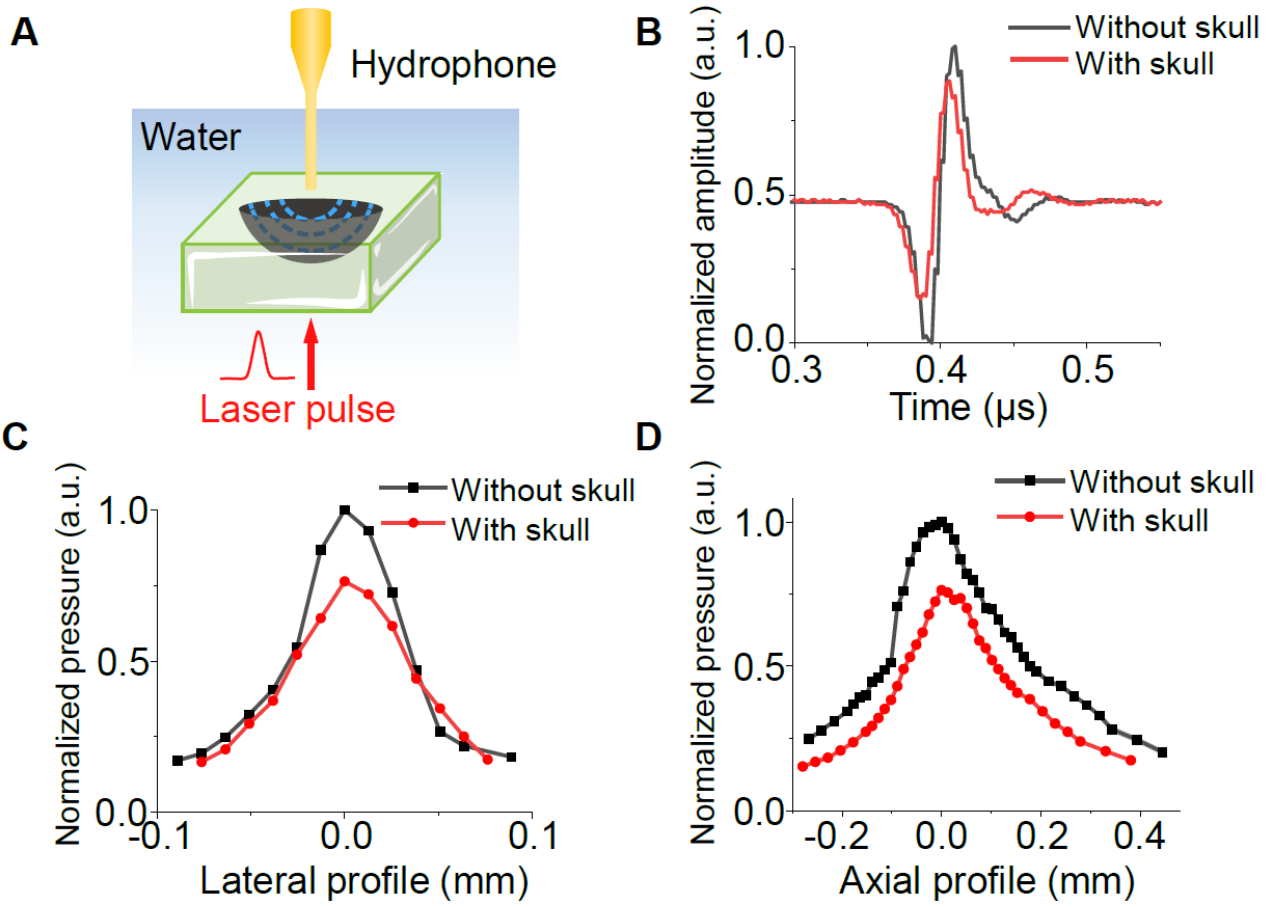 A
Hydrophone
Water
Laser pulse
B
Without skull
With skull
Normalized amplitude (a.u.)
1.0
0.5
0.0
0.3
0.4
0.5
Time (μs)
C
Without skull
With skull
Normalized pressure (a.u.)
1.0
0.5
0.0
-0.1
0.0
0.1
Lateral profile (mm)
D
Without skull
With skull
Normalized pressure (a.u.)
1.0
0.5
0.0
-0.2
0.0
0.2
0.4
Axial profile (mm)